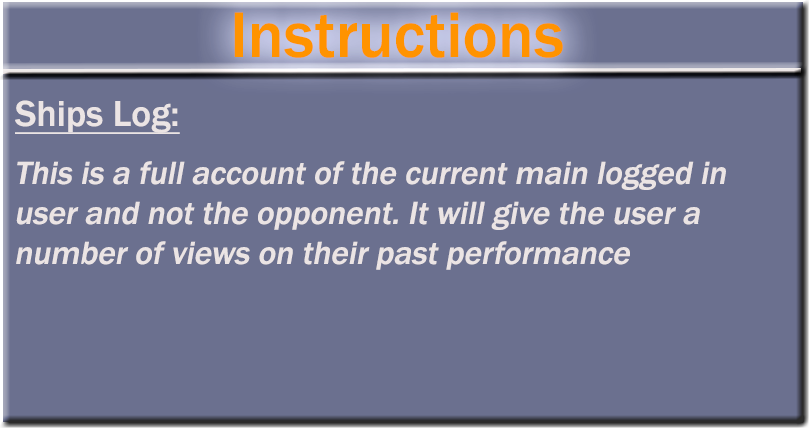 Instructions
Ships Log:
This is a full account of the current main logged in
user and not the opponent. It will give the user a
number of views on their past performance